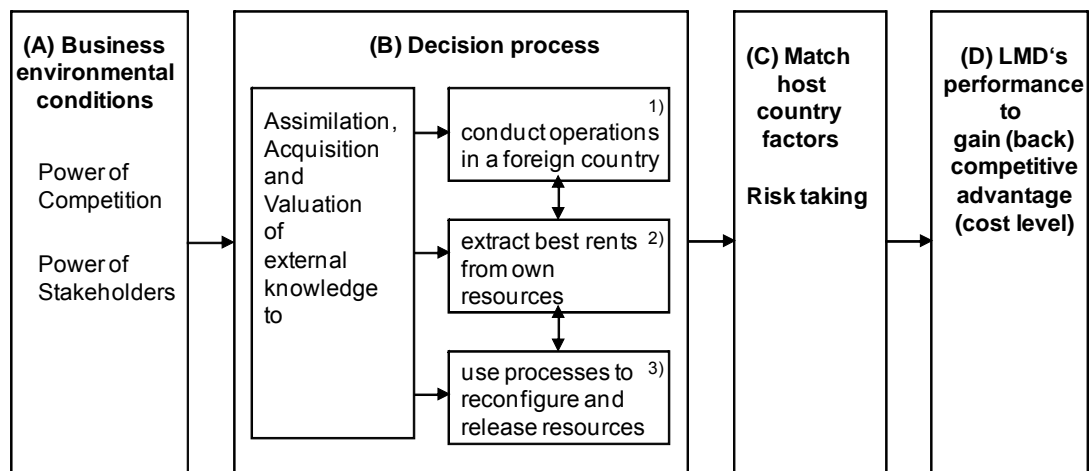 (A) Business
environmental
conditions
Power of
Competition
Power of
Stakeholders
(B) Decision process
Assimilation,
Acquisition
and
Valuation
of
external
knowledge to
1)
conduct operations
in a foreign country
extract best rents 2)
from own
resources
use processes to 3)
reconfigure and
release resources
(C) Match
host
country
factors
Risk taking
(D) LMD‘s
performance
to
gain (back)
competitive
advantage
(cost level)